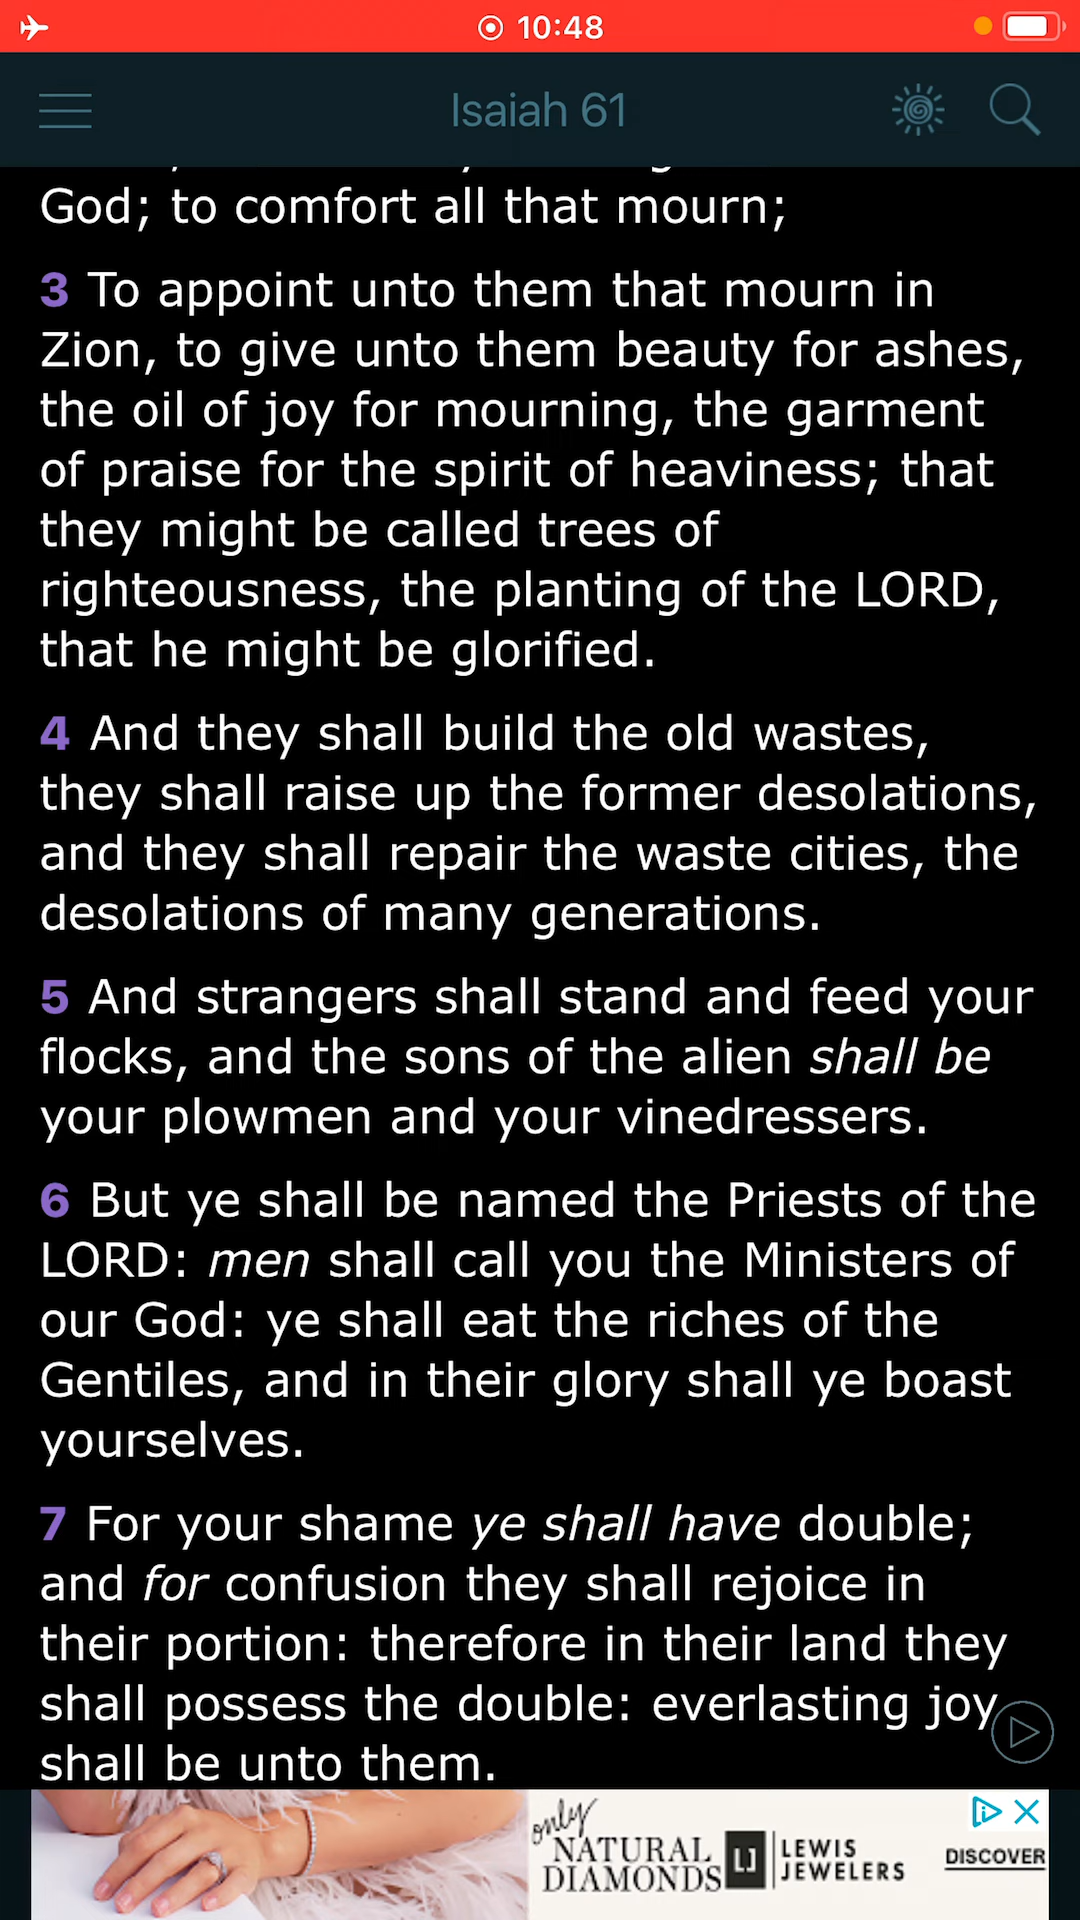 10:48
Isaiah 61
God; to comfort all that mourn;
3 To appoint unto them that mourn in
Zion, to give unto them beauty for ashes,
the oil of joy for mourning, the garment
of praise for the spirit of heaviness; that
they might be called trees of
righteousness, the planting of the LORD,
that he might be glorified.
4 And they shall build the old wastes,
they shall raise up the former desolations,
and they shall repair the waste cities, the
desolations of many generations.
5 And strangers shall stand and feed your
flocks, and the sons of the alien shall be
your plowmen and your vinedressers.
6 But ye shall be named the Priests of the
LORD: men shall call you the Ministers of
our God: ye shall eat the riches of the
Gentiles, and in their glory shall ye boast
yourselves.
7 For your shame ye shall have double;
and for confusion they shall rejoice in
their portion: therefore in their land they
shall possess the double: everlasting joy
shall be unto them.
only
NATURAL
DIAMONDS
LJ
LEWIS
JEWELERS
DISCOVER